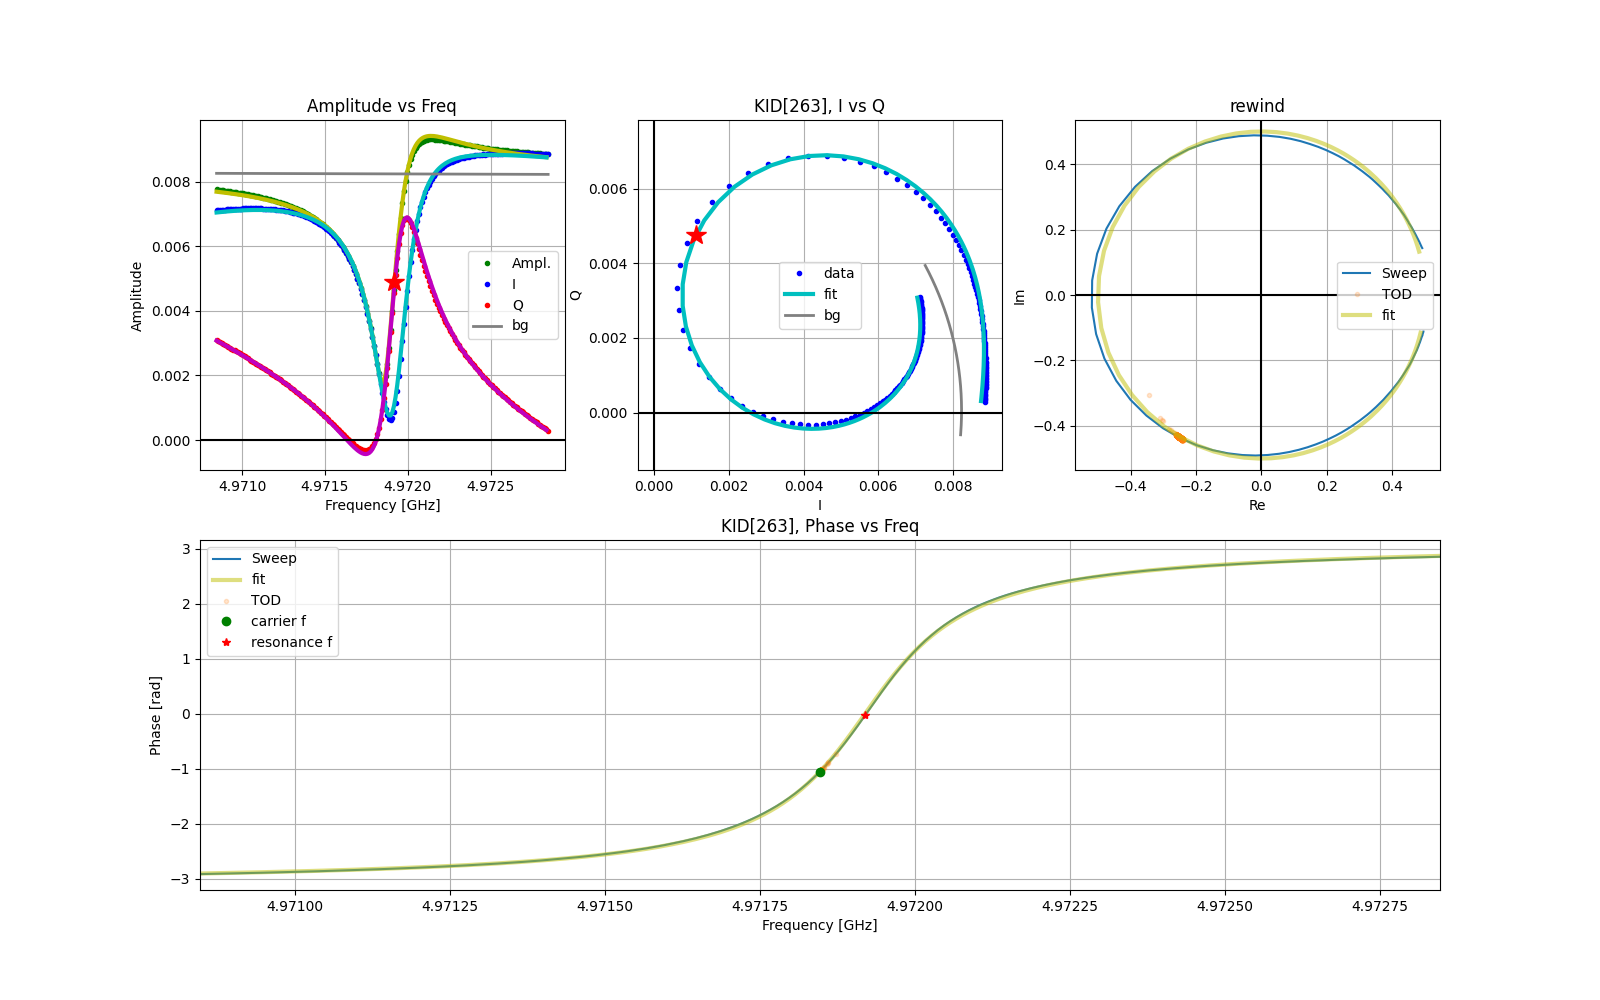 Amplitude vs Freq
KID[263], I vs Q
rewind
0.008
0.006
0.004
0.002
0.000
Amplitude
Ampl.
I
Q
bg
4.9710
4.9715
4.9720
4.9725
Frequency [GHz]
0.006
0.004
0.002
0.000
Q
data
fit
bg
0.000
0.002
0.004
0.006
0.008
I
0.4
0.2
0.0
−0.2
−0.4
Im
Sweep
TOD
fit
−0.4
−0.2
0.0
0.2
0.4
Re
KID[263], Phase vs Freq
3
2
1
0
−1
−2
−3
Phase [rad]
Sweep
fit
TOD
carrier f
resonance f
4.97100
4.97125
4.97150
4.97175
4.97200
4.97225
4.97250
4.97275
Frequency [GHz]